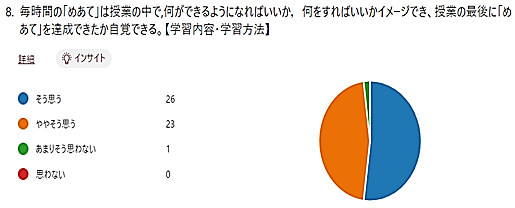 8. 毎時間の「めあて」は授業の中で,何ができるようになればいいか, 何をすればいいかイメージでき、授業の最後に「め
あて」を達成できたか自覚できる。【学習内容・学習方法】
詳細 インサイト
そう思う 26
ややそう思う 23
あまりそう思わない 1
思わない 0